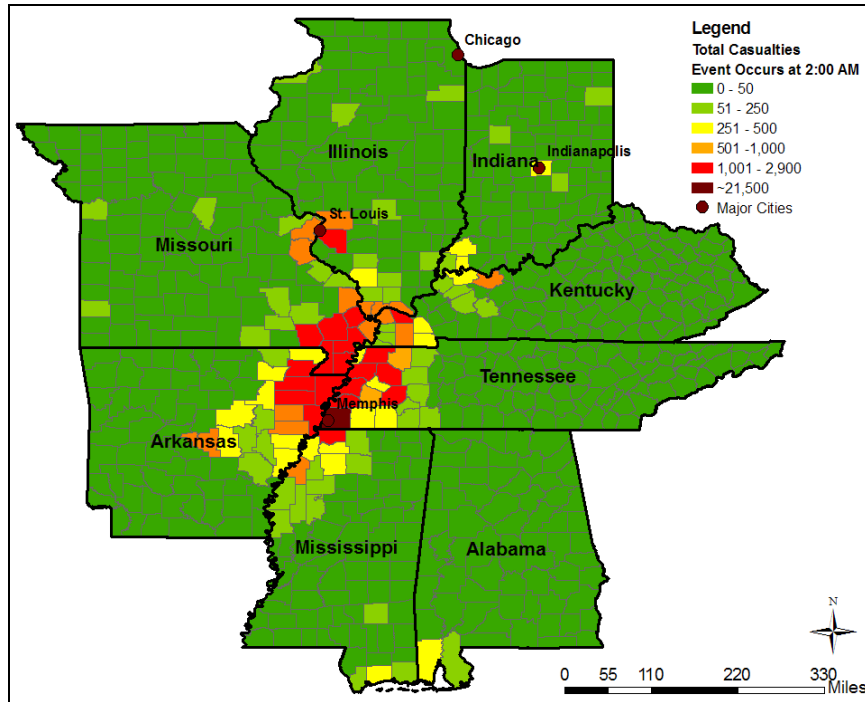 Chicago
Legend
Total Casualties
Event Occurs at 2:00 AM
0 - 50
51 - 250
251 - 500
501 - 1,000
1,001 - 2,900
~21,500
Major Cities
Illinois
Indiana
Indianapolis
St. Louis
Missouri
Kentucky
Tennessee
Memphis
Arkansas
Mississippi
Alabama
N
0 55 110 220 330
Miles